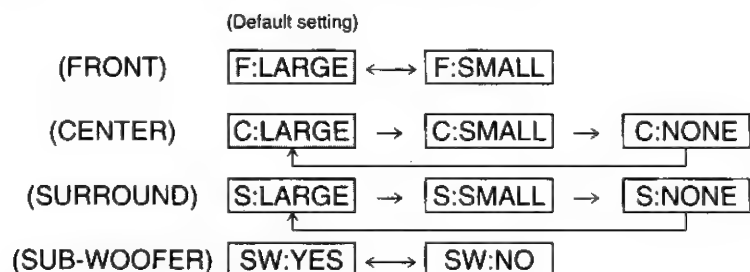 (Default setting)
(FRONT) F:LARGE ↔ F:SMALL
(CENTER) C:LARGE → C:SMALL → C:NONE
(SURROUND) S:LARGE → S:SMALL → S:NONE
(SUB-WOOFER) SW:YES ↔ SW:NO